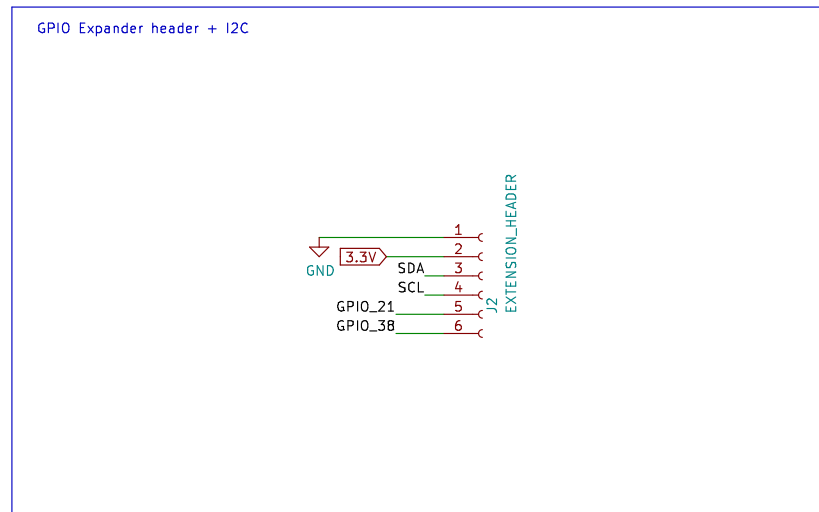 GPIO Expander header + I2C
EXTENSION_HEADER
J2
1
GND
3.3V
2
SDA
3
SCL
4
GPIO_21
5
GPIO_38
6